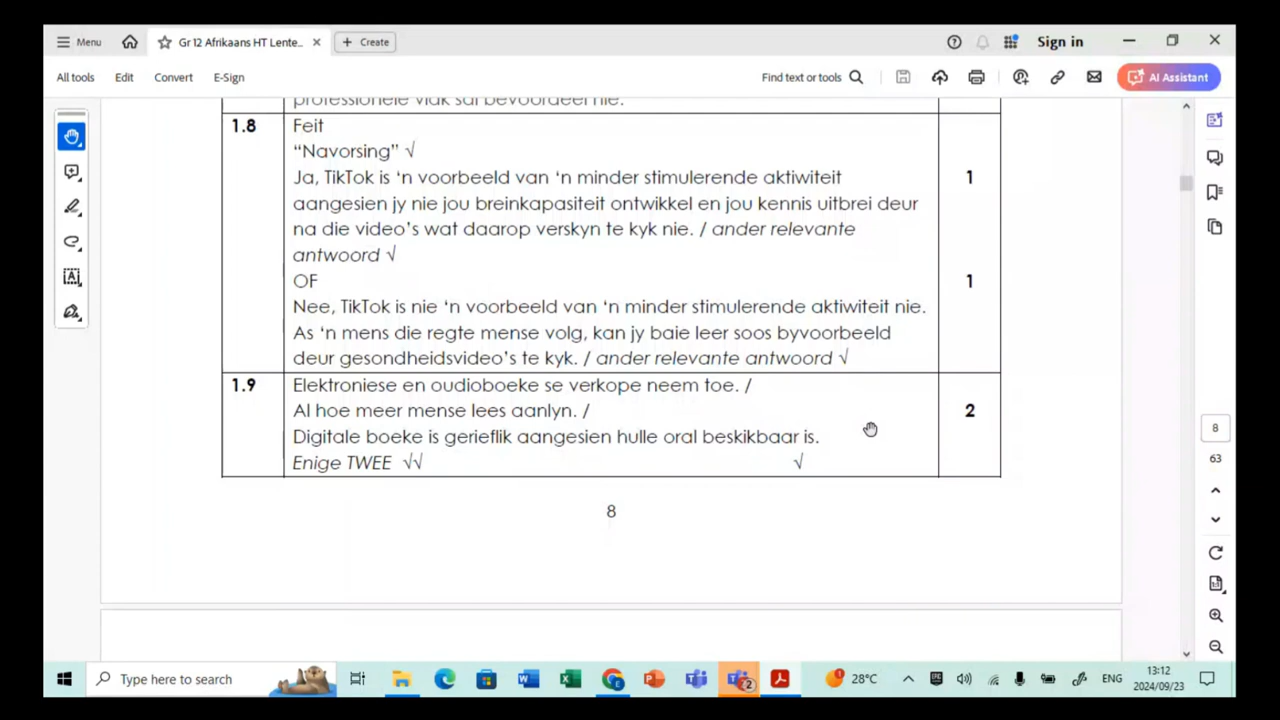 Menu
Gr 12 Afrikaans HT Lente...
+ Create
Sign in
All tools
Edit
Convert
E-Sign
Find text or tools
AI Assistant
professionele vlak sal bevoordeel nie.
1.8
Feit
“Navorsing” √
Ja, TikTok is ‘n voorbeeld van ‘n minder stimulerende aktiwiteit
1
aangesien jy nie jou breinkapasiteit ontwikkel en jou kennis uitbrei deur
na die video’s wat daarop verskyn te kyk nie. / ander relevante
antwoord √
OF
1
Nee, TikTok is nie ‘n voorbeeld van ‘n minder stimulerende aktiwiteit nie.
As ‘n mens die regte mense volg, kan jy baie leer soos byvoorbeeld
deur gesondheidsvideo’s te kyk. / ander relevante antwoord √
1.9
Elektroniese en oudioboeke se verkope neem toe. /
Al hoe meer mense lees aanlyn. /
2
Digitale boeke is gerieflik aangesien hulle oral beskikbaar is.
Enige TWEE √√ √
8
8
63
Type here to search
28°C
ENG
13:12
2024/09/23